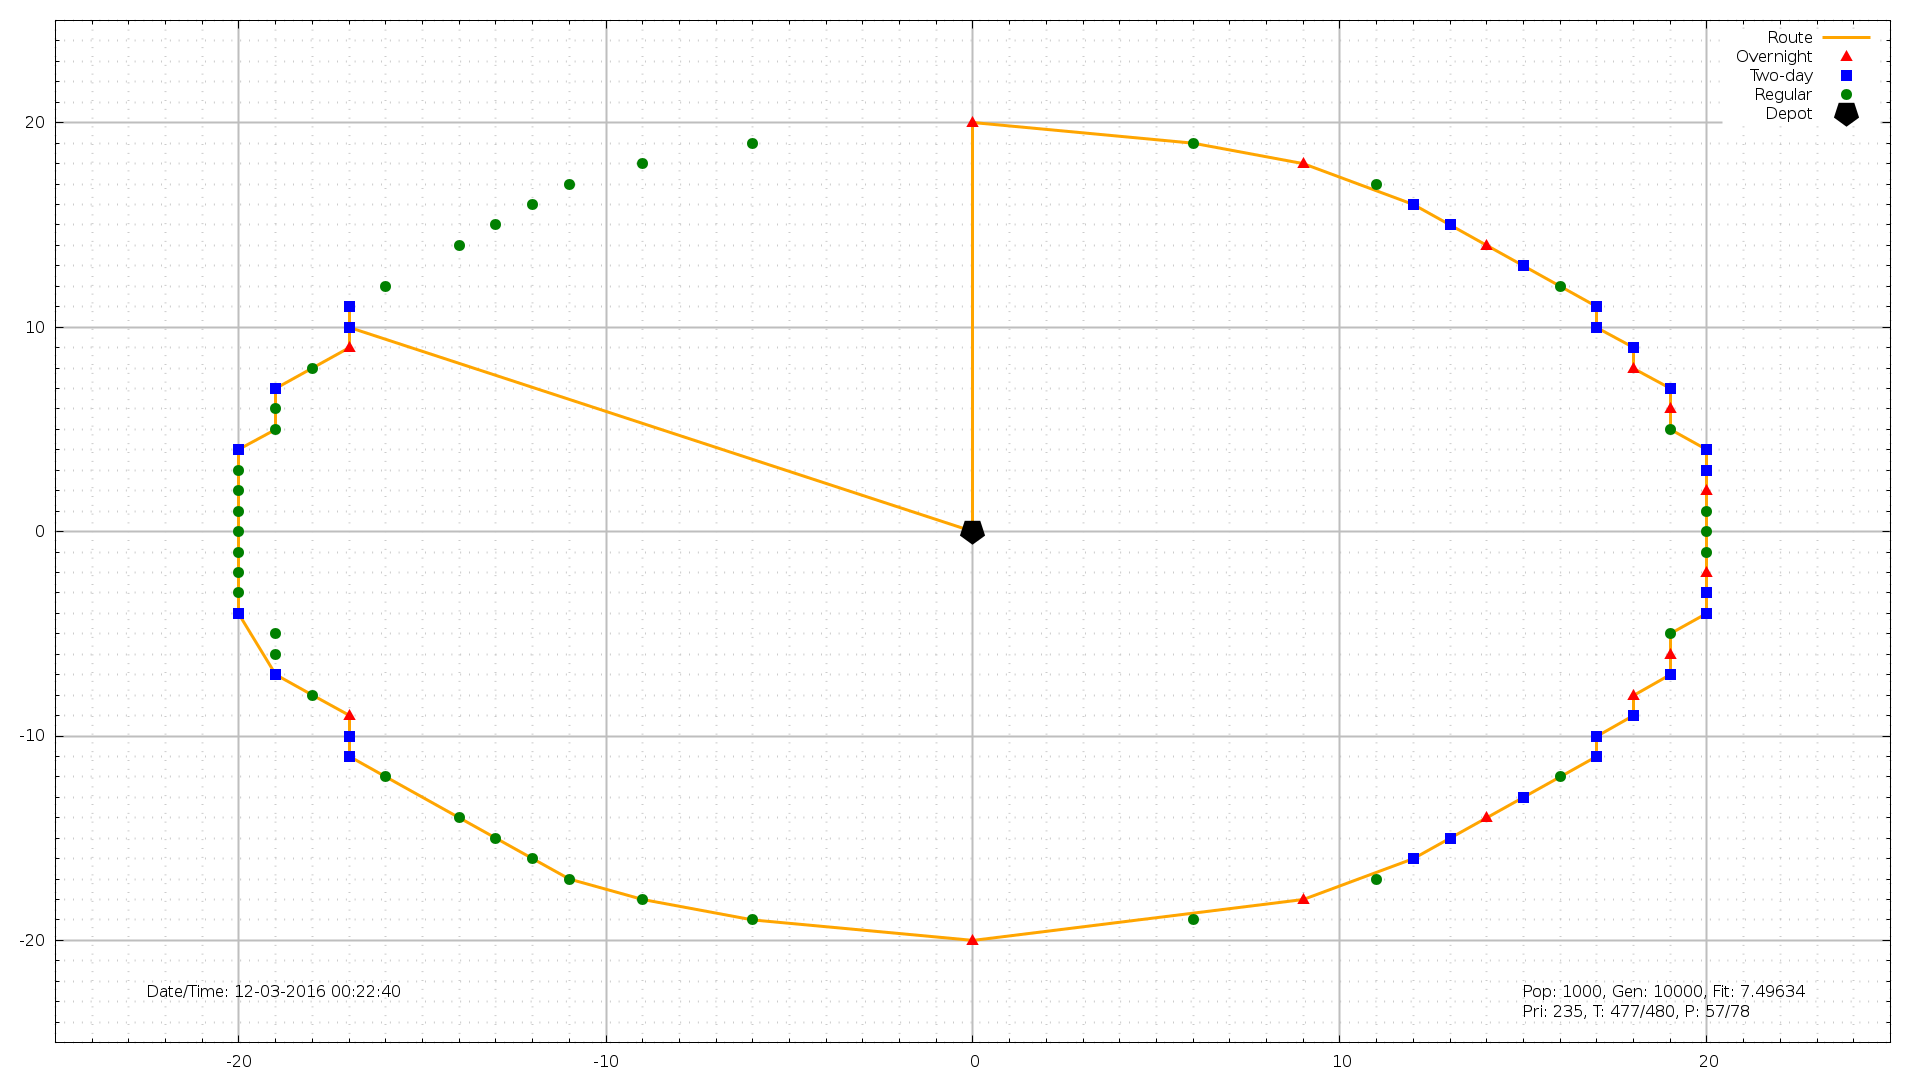 Route
Overnight
Two-day
Regular
Depot
20
10
0
-10
-20
Date/Time: 12-03-2016 00:22:40
Pop: 1000, Gen: 10000, Fit: 7.49634
Pri: 235, T: 477/480, P: 57/78
-20 -10 0 10 20